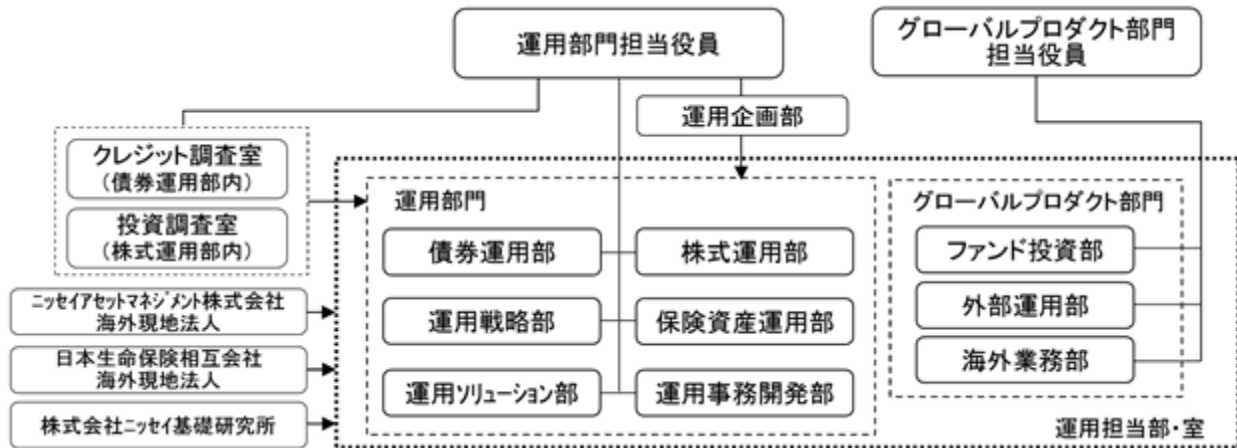 運用部門担当役員
グローバルプロダクト部門
担当役員
運用企画部
クレジット調査室
(債券運用部内)
投資調査室
(株式運用部内)
運用部門
債券運用部
株式運用部
運用戦略部
保険資産運用部
運用ソリューション部
運用事務開発部
グローバルプロダクト部門
ファンド投資部
外部運用部
海外業務部
ニッセイアセットマネジメント株式会社
海外現地法人
日本生命保険相互会社
海外現地法人
株式会社ニッセイ基礎研究所
運用担当部・室